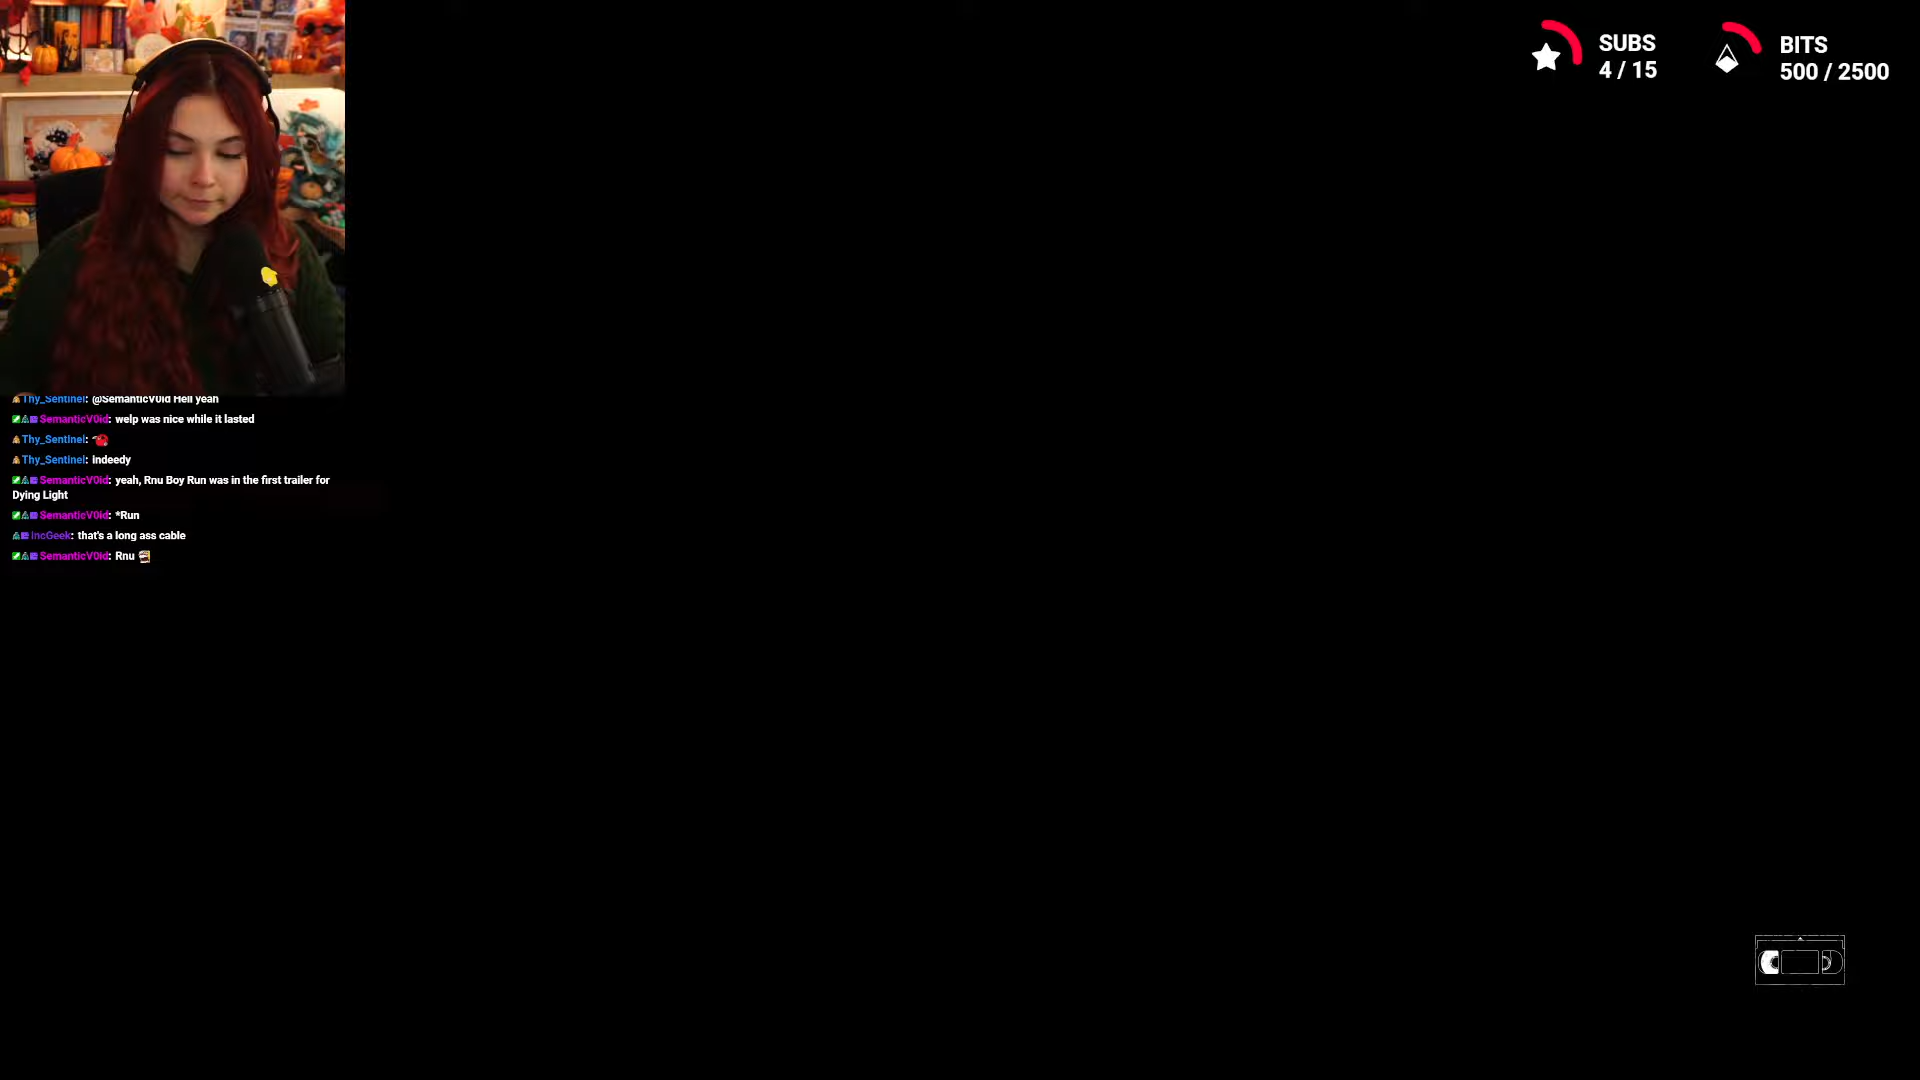 SUBS
4 / 15
BITS
500 / 2500
Thy_Sentinel: @SemanticV0id Hell yeah
SemanticV0id: welp was nice while it lasted
Thy_Sentinel:
Thy_Sentinel: Indeedy
SemanticV0id: yeah, Rnu Boy Run was in the first trailer for
Dying Light
SemanticV0id: *Run
incGeek: that's a long ass cable
SemanticV0id: Rnu